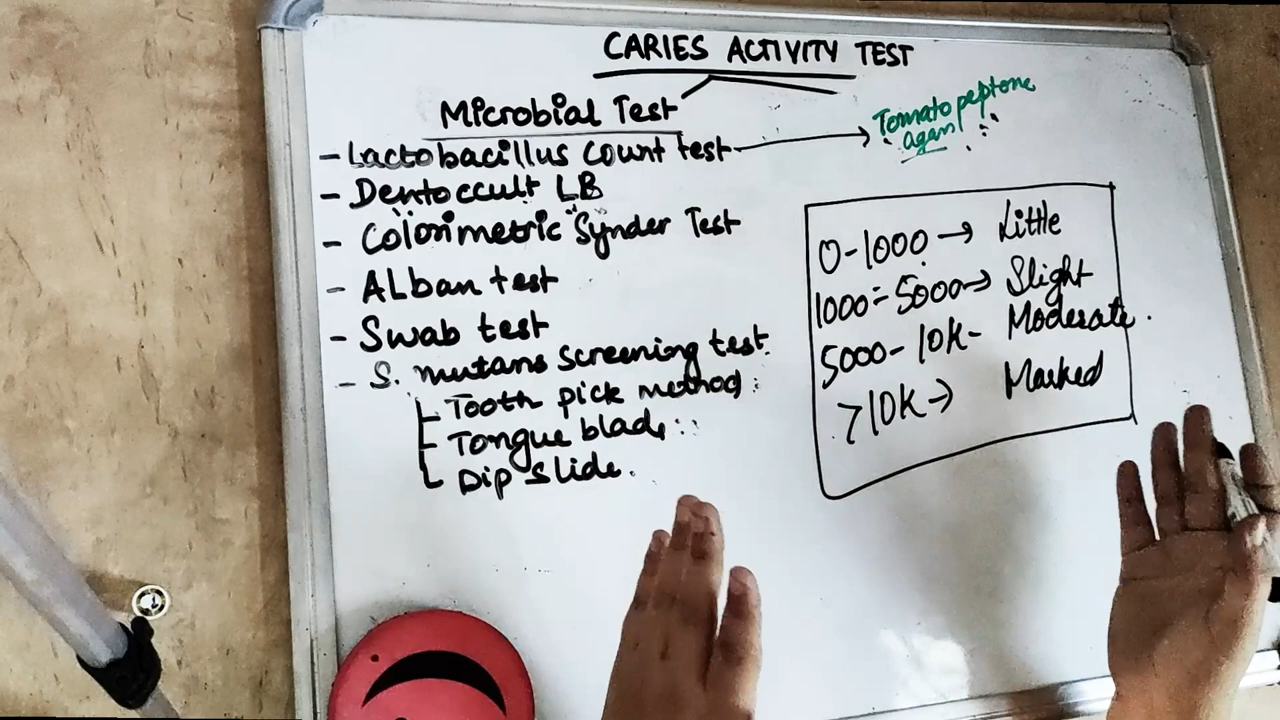 CARIES ACTIVITY TEST
Microbial Test
- Lactobacillus Count test → Tomato peptone
agar
- Dentoccult LB
- Colorimetric "Synder Test
- ALban test
- Swab test
- S. mutans screening test.
Tooth pick method
Tongue blade
Dip slide.
0-1000 → Little
1000-5000 → Slight
5000-10K- Moderate.
>10K → Marked